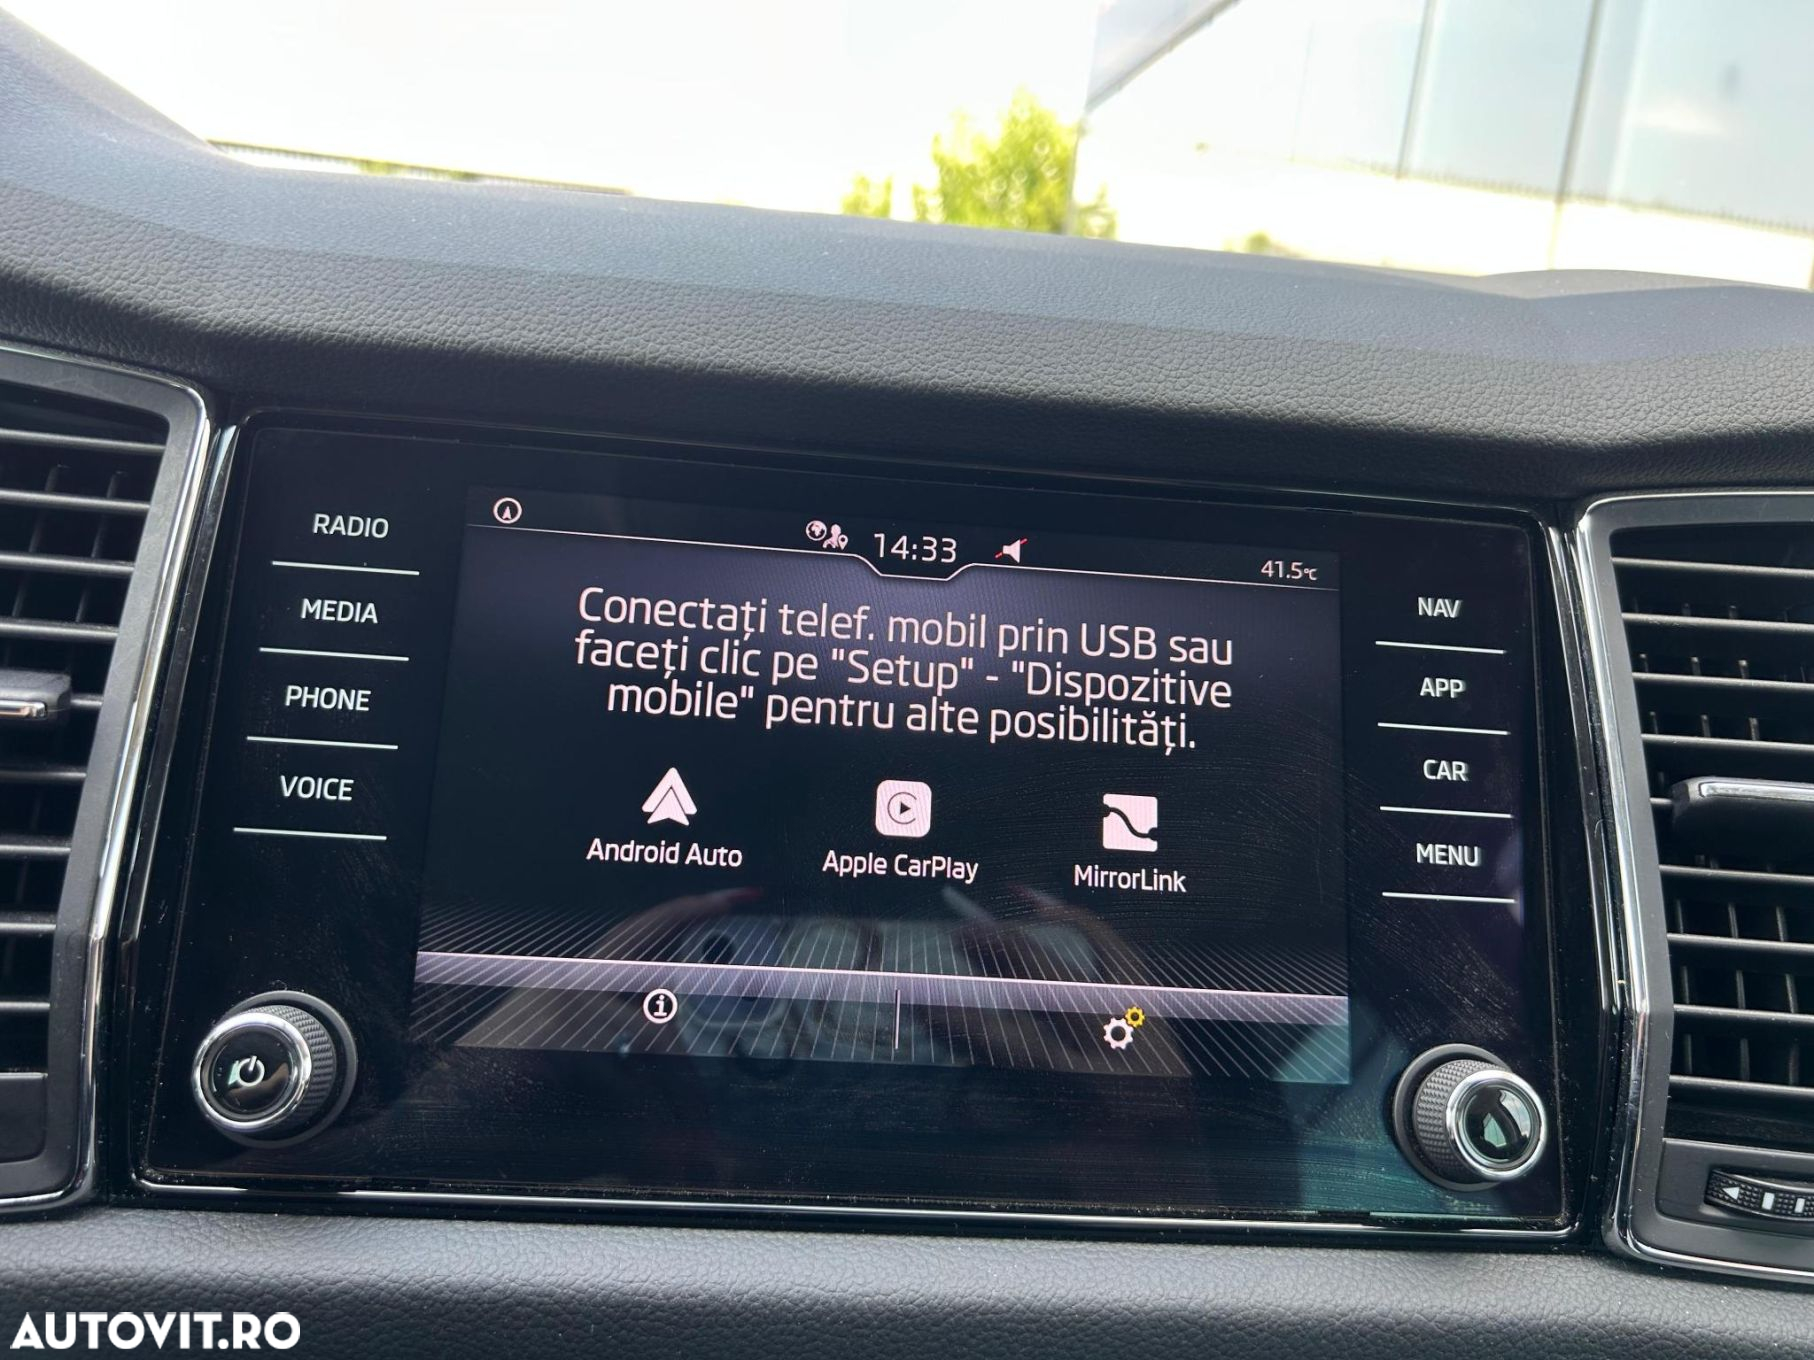 RADIO
MEDIA
PHONE
VOICE
14:33
41.5°C
Conectați telef. mobil prin USB sau
faceți clic pe "Setup" - "Dispozitive
mobile" pentru alte posibilități.
Android Auto
Apple CarPlay
MirrorLink
NAV
APP
CAR
MENU
AUTOVIT.RO